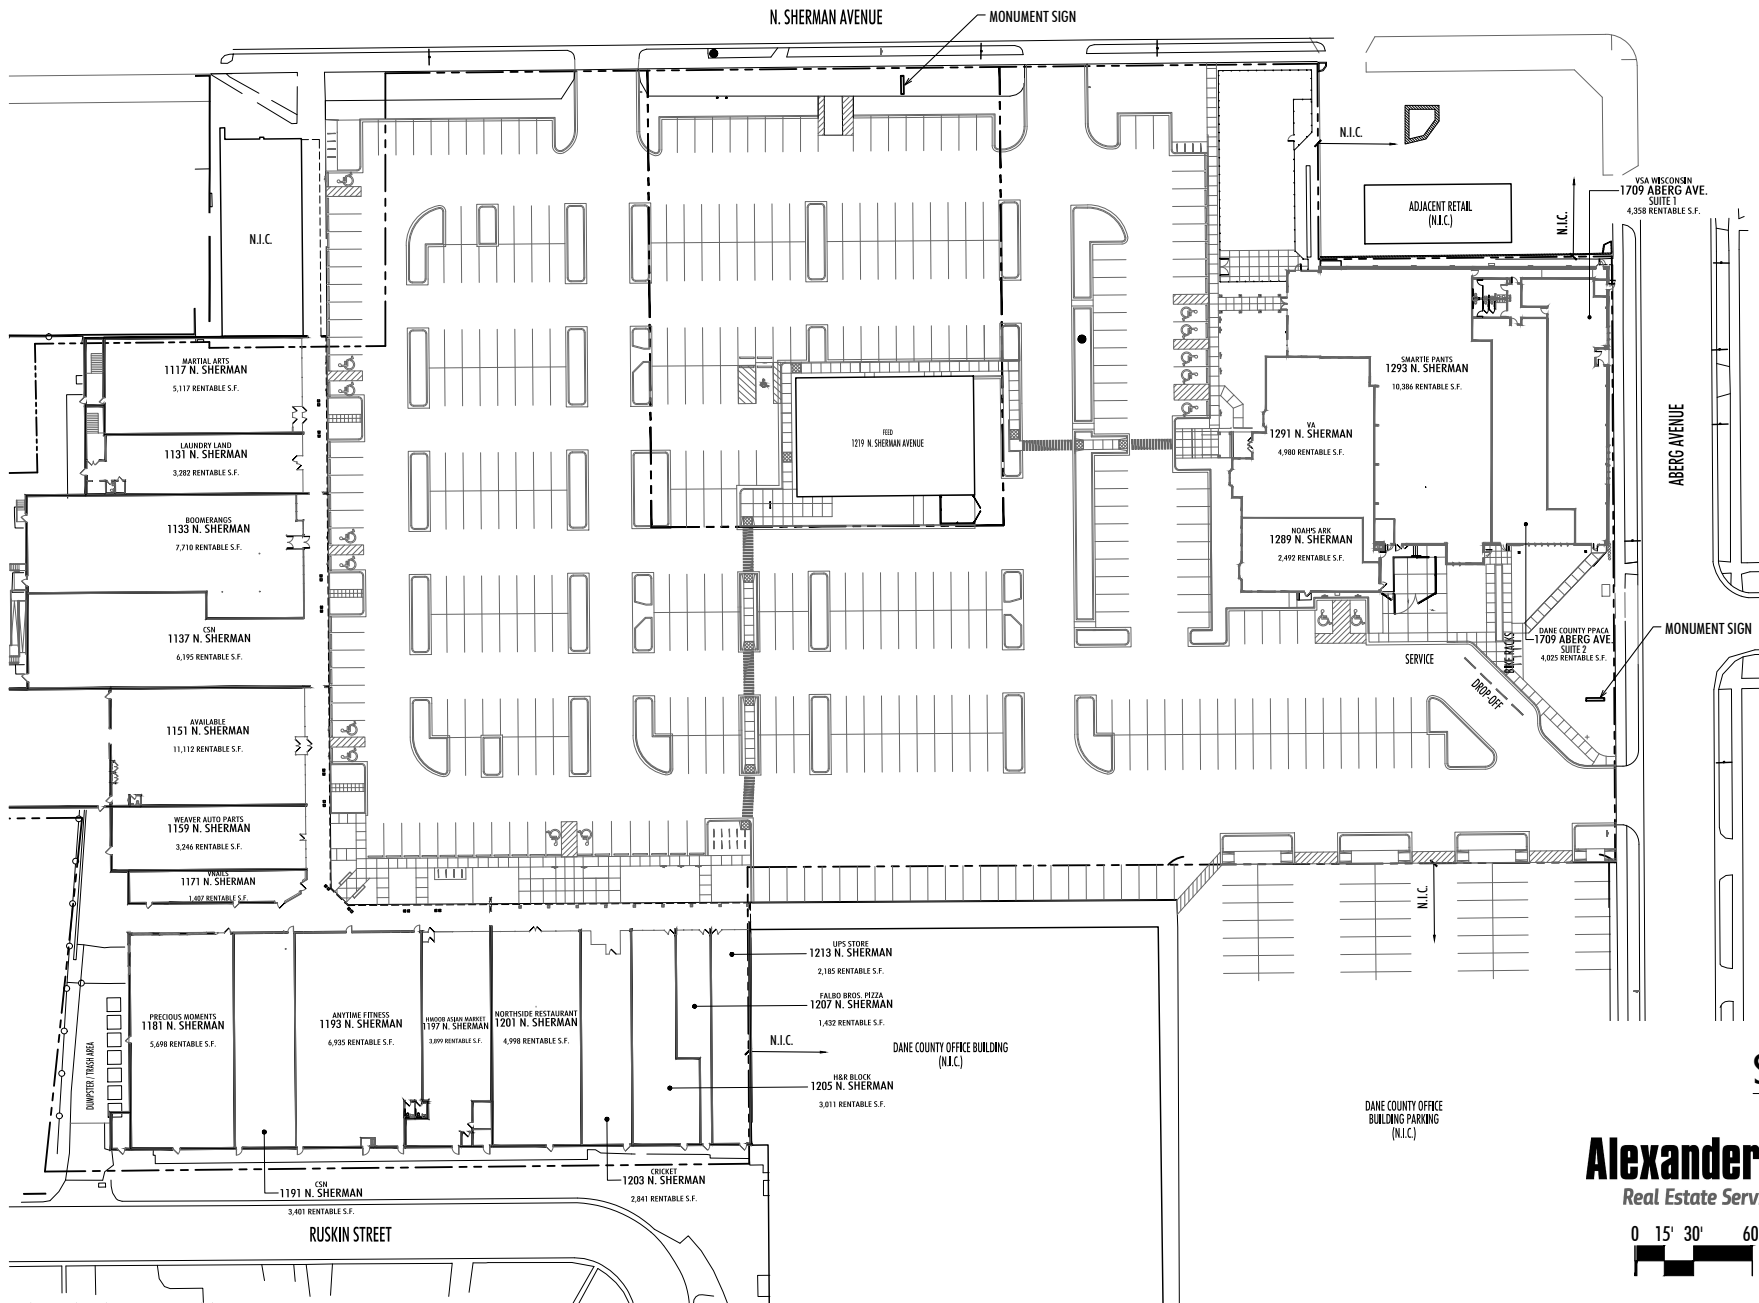 N. SHERMAN AVENUE
MONUMENT SIGN
N.I.C.
N.I.C.
VSA WISCONSIN
1709 ABERG AVE.
SUITE 1
4,358 RENTABLE S.F.
ADJACENT RETAIL
(N.I.C.)
N.I.C.
MARTIAL ARTS
1117 N. SHERMAN
5,117 RENTABLE S.F.
SMARTIE PANTS
1293 N. SHERMAN
10,386 RENTABLE S.F.
FEED
1219 N. SHERMAN AVENUE
VA
1291 N. SHERMAN
4,980 RENTABLE S.F.
ABERG AVENUE
LAUNDRY LAND
1131 N. SHERMAN
3,282 RENTABLE S.F.
BOOMERANGS
1133 N. SHERMAN
7,710 RENTABLE S.F.
NOAH'S ARK
1289 N. SHERMAN
2,492 RENTABLE S.F.
CSN
1137 N. SHERMAN
6,195 RENTABLE S.F.
DANE COUNTY PPACA
1709 ABERG AVE.
SUITE 2
4,025 RENTABLE S.F.
MONUMENT SIGN
BIKE RACKS
SERVICE
DROP-OFF
AVAILABLE
1151 N. SHERMAN
11,112 RENTABLE S.F.
WEAVER AUTO PARTS
1159 N. SHERMAN
3,246 RENTABLE S.F.
VNAILS
1171 N. SHERMAN
1,407 RENTABLE S.F.
N.I.C.
UPS STORE
1213 N. SHERMAN
2,185 RENTABLE S.F.
FALBO BROS. PIZZA
1207 N. SHERMAN
1,432 RENTABLE S.F.
PRECIOUS MOMENTS
1181 N. SHERMAN
5,698 RENTABLE S.F.
ANYTIME FITNESS
1193 N. SHERMAN
6,935 RENTABLE S.F.
HMOOB ASIAN MARKET
1197 N. SHERMAN
3,899 RENTABLE S.F.
NORTHSIDE RESTAURANT
1201 N. SHERMAN
4,998 RENTABLE S.F.
N.I.C.
DANE COUNTY OFFICE BUILDING
(N.I.C.)
H&R BLOCK
1205 N. SHERMAN
3,011 RENTABLE S.F.
DUMPSTER / TRASH AREA
DANE COUNTY OFFICE
BUILDING PARKING
(N.I.C.)
CSN
1191 N. SHERMAN
3,401 RENTABLE S.F.
CRICKET
1203 N. SHERMAN
2,841 RENTABLE S.F.
RUSKIN STREET
S
Alexander
Real Estate Serv
0 15' 30' 60